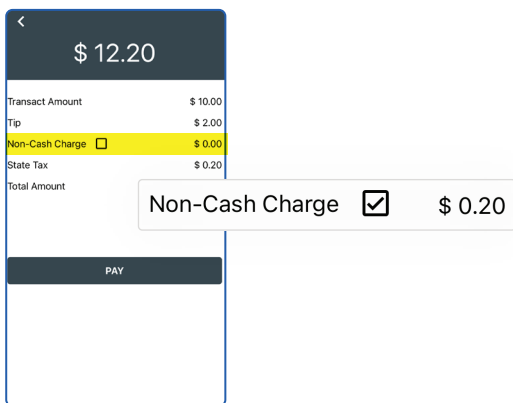 $ 12.20
Transact Amount $ 10.00
Tip $ 2.00
Non-Cash Charge $ 0.00
State Tax $ 0.20
Total Amount
Non-Cash Charge $ 0.20
PAY